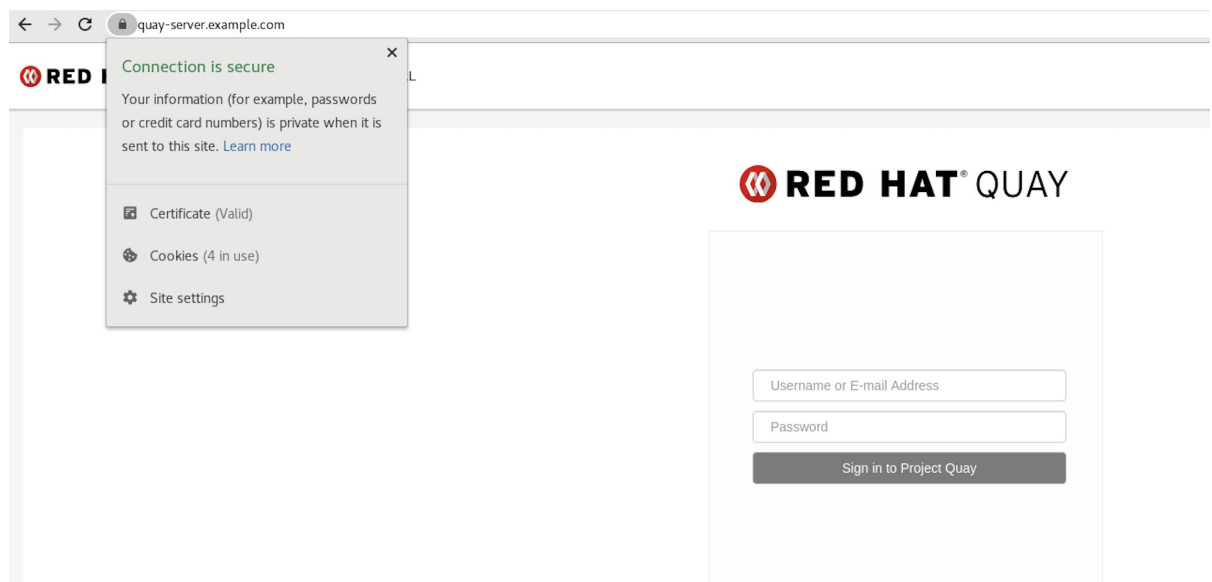 quay-server.example.com
Connection is secure
Your information (for example, passwords
or credit card numbers) is private when it is
sent to this site. Learn more
Certificate (Valid)
Cookies (4 in use)
Site settings
RED
RED HAT® QUAY
Username or E-mail Address
Password
Sign in to Project Quay